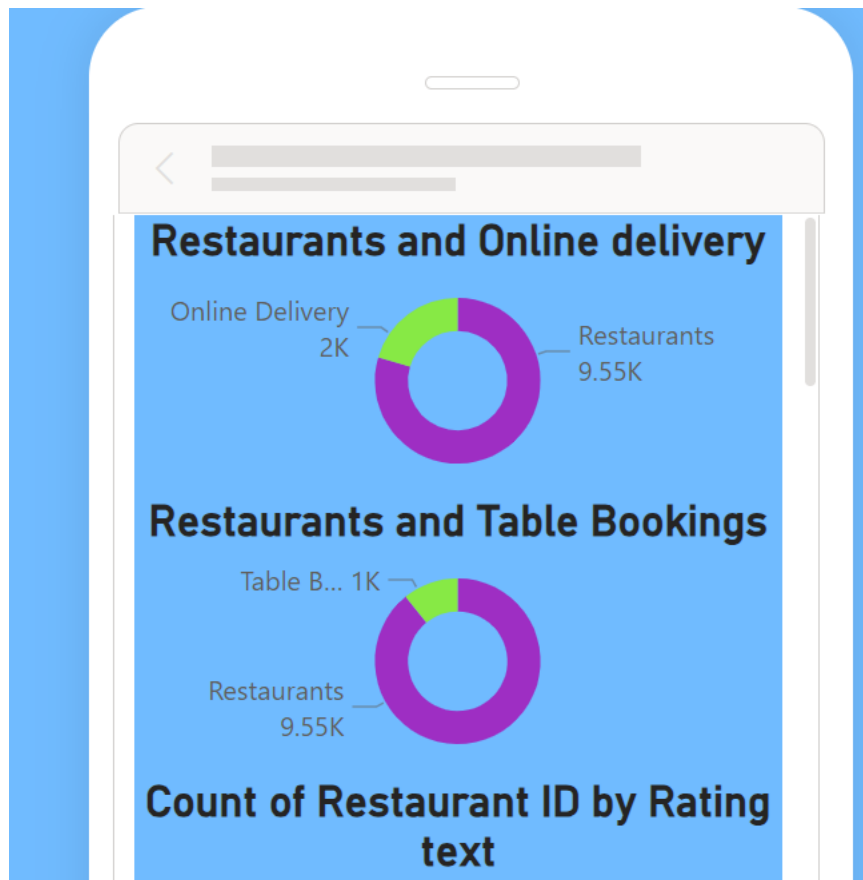 Restaurants and Online delivery
Online Delivery
2K
Restaurants
9.55K
Restaurants and Table Bookings
Table B... 1K
Restaurants
9.55K
Count of Restaurant ID by Rating
text